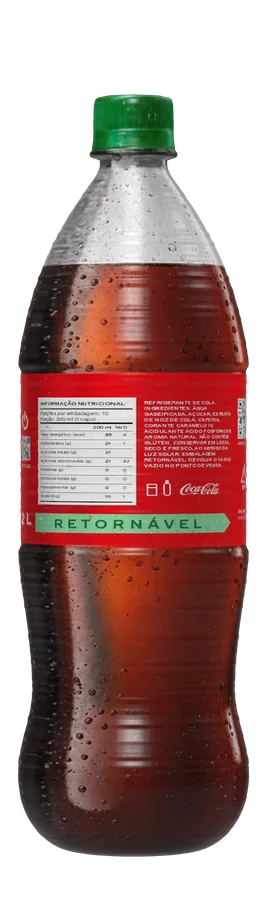 INFORMAÇÃO NUTRICIONAL
Porções por embalagem: 10
Porção: 200 ml (1 copo)
200 ml %VD
Valor energético (kcal) 85 4
Carboidratos (g) 21
Açúcares totais (g) 21
Açúcares adicionados (g) 21 42
Proteínas (g) 0 0
Gorduras totais (g) 0 0
Fibra alimentar (g) 0 0
Sódio (mg) 10 1
REFRIGERANTE DE COLA.
INGREDIENTES: ÁGUA
GASEIFICADA, AÇÚCAR, EXTRATO
DE NOZ DE COLA, CAFEÍNA,
CORANTE CARAMELO IV,
ACIDULANTE ÁCIDO FOSFÓRICO E
AROMA NATURAL. NÃO CONTÉM
GLÚTEN. CONSERVAR EM LOCAL
SECO E FRESCO, AO ABRIGO DA
LUZ SOLAR. EMBALAGEM
RETORNÁVEL: DEVOLVA O CASCO
VAZIO NO PONTO DE VENDA.
Coca-Cola
2 L
RETORNÁVEL